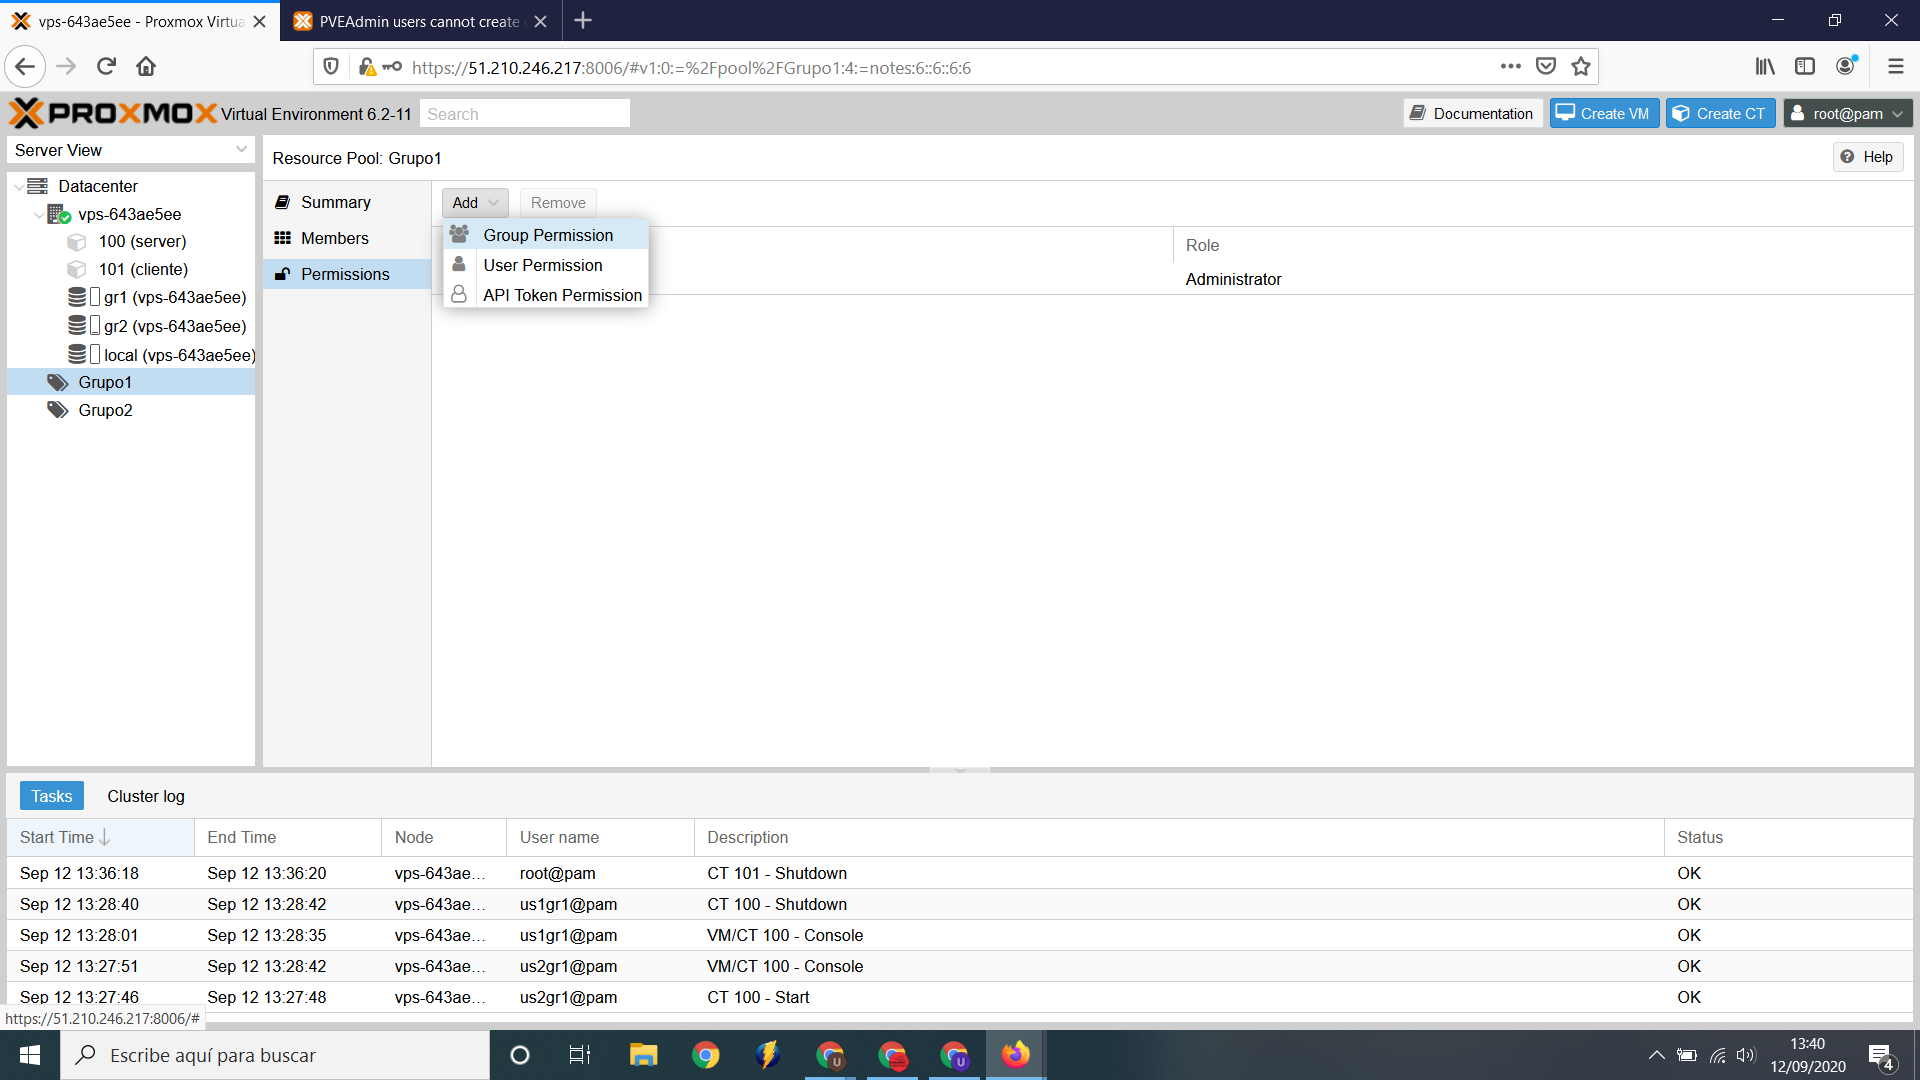 vps-643ae5ee - Proxmox Virtua
PVEAdmin users cannot create
https://51.210.246.217:8006/#v1:0:=%2Fpool%2FGrupo1:4:=notes:6::6::6:6
PROXMOX Virtual Environment 6.2-11
Search
Documentation
Create VM
Create CT
root@pam
Server View
Resource Pool: Grupo1
Help
Datacenter
vps-643ae5ee
100 (server)
101 (cliente)
gr1 (vps-643ae5ee)
gr2 (vps-643ae5ee)
local (vps-643ae5ee)
Grupo1
Grupo2
Summary
Members
Permissions
Add
Remove
Group Permission
User Permission
API Token Permission
Role
Administrator
Tasks
Cluster log
Start Time End Time Node User name Description Status
Sep 12 13:36:18 Sep 12 13:36:20 vps-643ae... root@pam CT 101 - Shutdown OK
Sep 12 13:28:40 Sep 12 13:28:42 vps-643ae... us1gr1@pam CT 100 - Shutdown OK
Sep 12 13:28:01 Sep 12 13:28:35 vps-643ae... us1gr1@pam VM/CT 100 - Console OK
Sep 12 13:27:51 Sep 12 13:28:42 vps-643ae... us2gr1@pam VM/CT 100 - Console OK
Sep 12 13:27:46 Sep 12 13:27:48 vps-643ae... us2gr1@pam CT 100 - Start OK
https://51.210.246.217:8006/#
Escribe aquí para buscar
U
U
13:40
12/09/2020
4